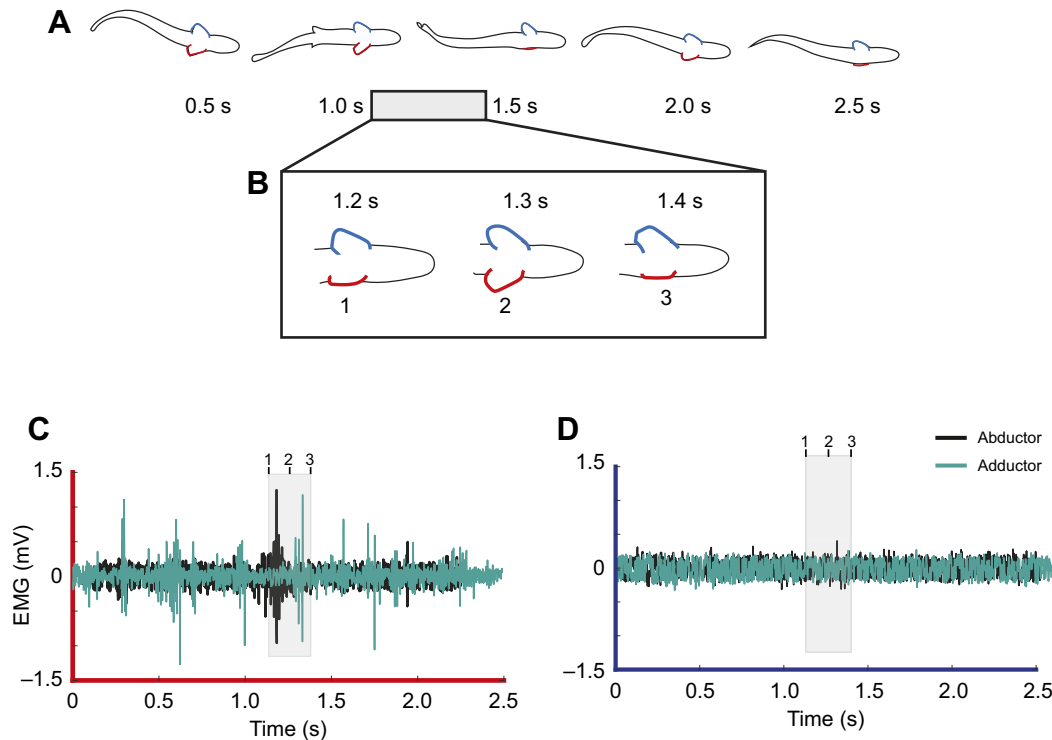 A
0.5 s 1.0 s 1.5 s 2.0 s 2.5 s
B
1.2 s 1.3 s 1.4 s
1 2 3
C
1 2 3
1.5
0
–1.5
EMG (mV)
0 0.5 1.0 1.5 2.0 2.5
Time (s)
D
Abductor
Adductor
1 2 3
1.5
0
–1.5
0 0.5 1.0 1.5 2.0 2.5
Time (s)